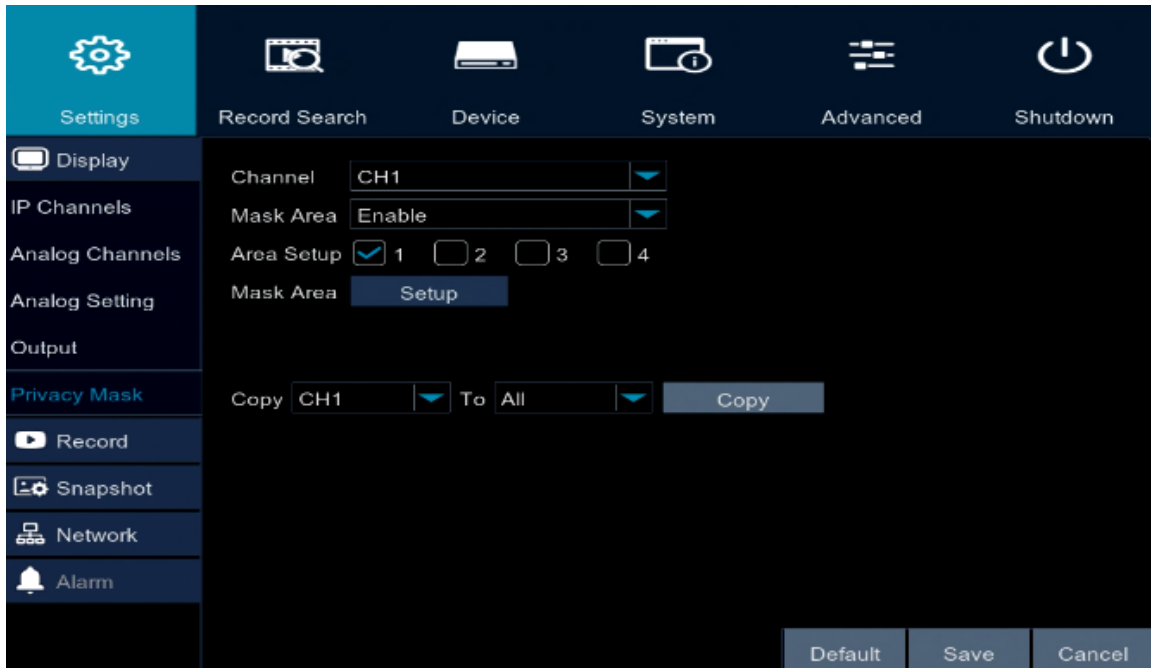 Settings Record Search Device System Advanced Shutdown
Display
IP Channels
Analog Channels
Analog Setting
Output
Privacy Mask
Record
Snapshot
Network
Alarm
Channel CH1
Mask Area Enable
Area Setup 1 2 3 4
Mask Area Setup
Copy CH1 To All Copy
Default Save Cancel